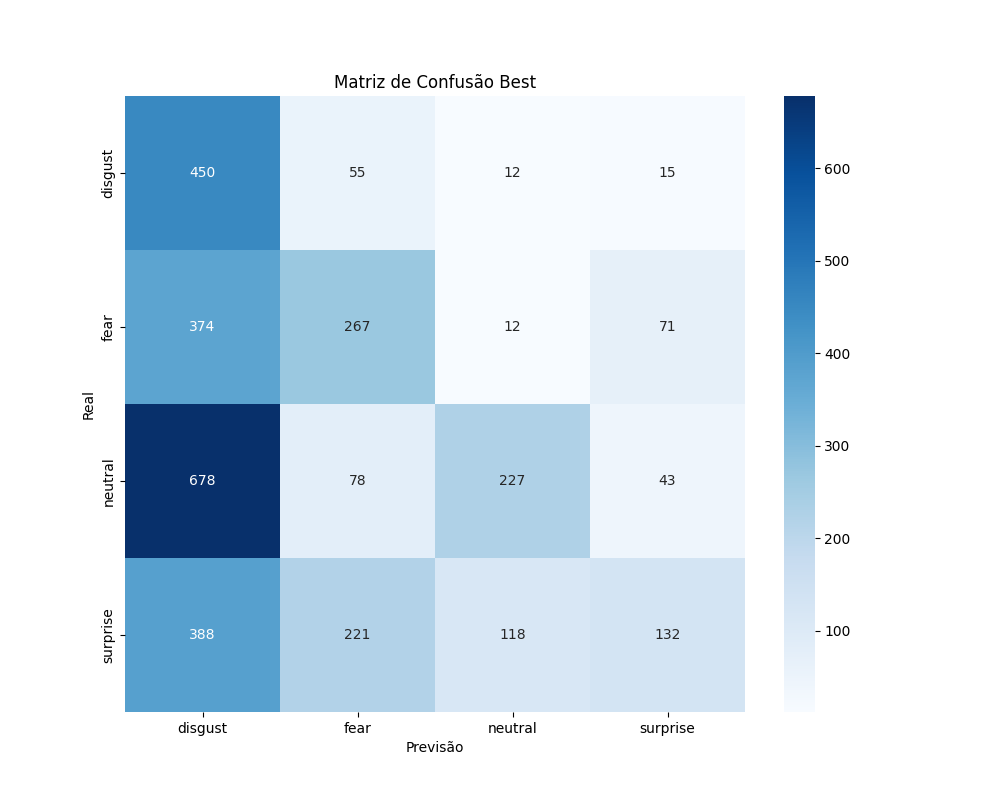 Matriz de Confusão Best
Real
disgust
450 55 12 15
fear
374 267 12 71
neutral
678 78 227 43
surprise
388 221 118 132
disgust fear neutral surprise
Previsão
600
500
400
300
200
100